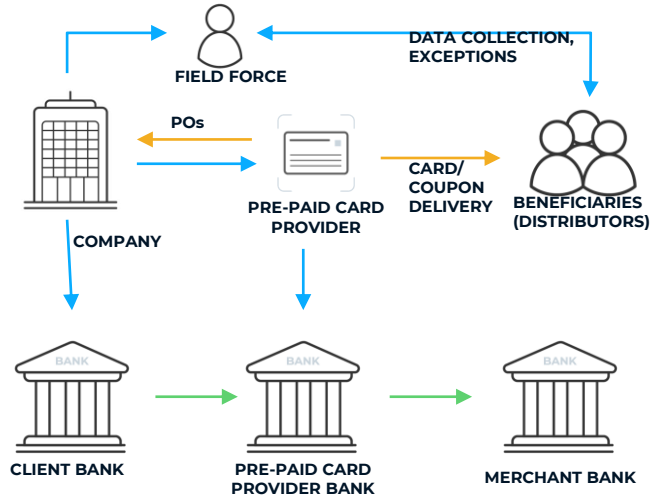 DATA COLLECTION,
EXCEPTIONS
FIELD FORCE
POs
CARD/
COUPON
DELIVERY
BENEFICIARIES
(DISTRIBUTORS)
PRE-PAID CARD
PROVIDER
COMPANY
BANK
BANK
BANK
CLIENT BANK
PRE-PAID CARD
PROVIDER BANK
MERCHANT BANK